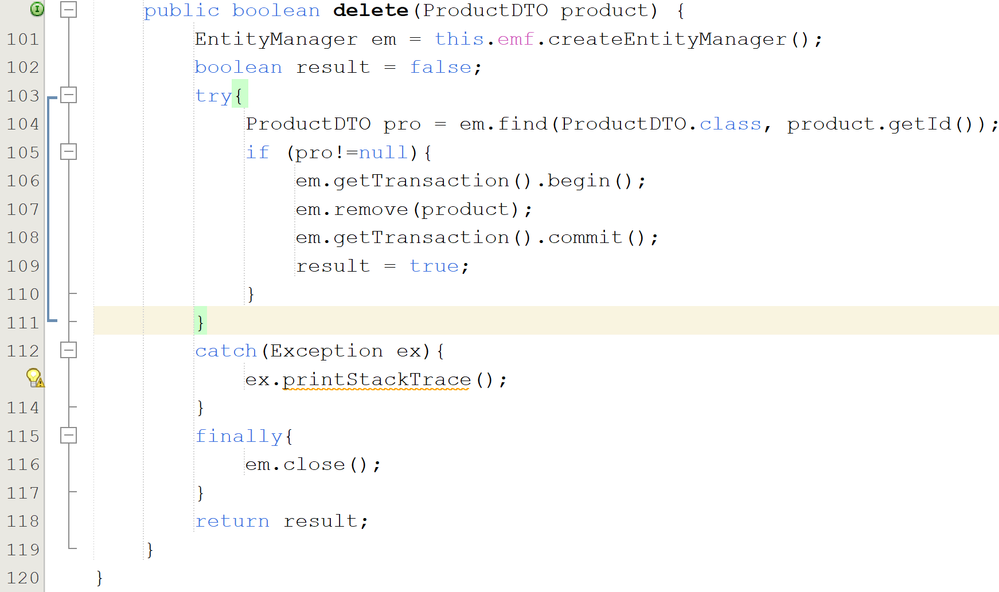 public boolean delete(ProductDTO product) {
101 EntityManager em = this.emf.createEntityManager();
102 boolean result = false;
103 try{
104 ProductDTO pro = em.find(ProductDTO.class, product.getId());
105 if (pro!=null){
106 em.getTransaction().begin();
107 em.remove(product);
108 em.getTransaction().commit();
109 result = true;
110 }
111 }
112 catch(Exception ex){
ex.printStackTrace();
114 }
115 finally{
116 em.close();
117 }
118 return result;
119 }
120 }